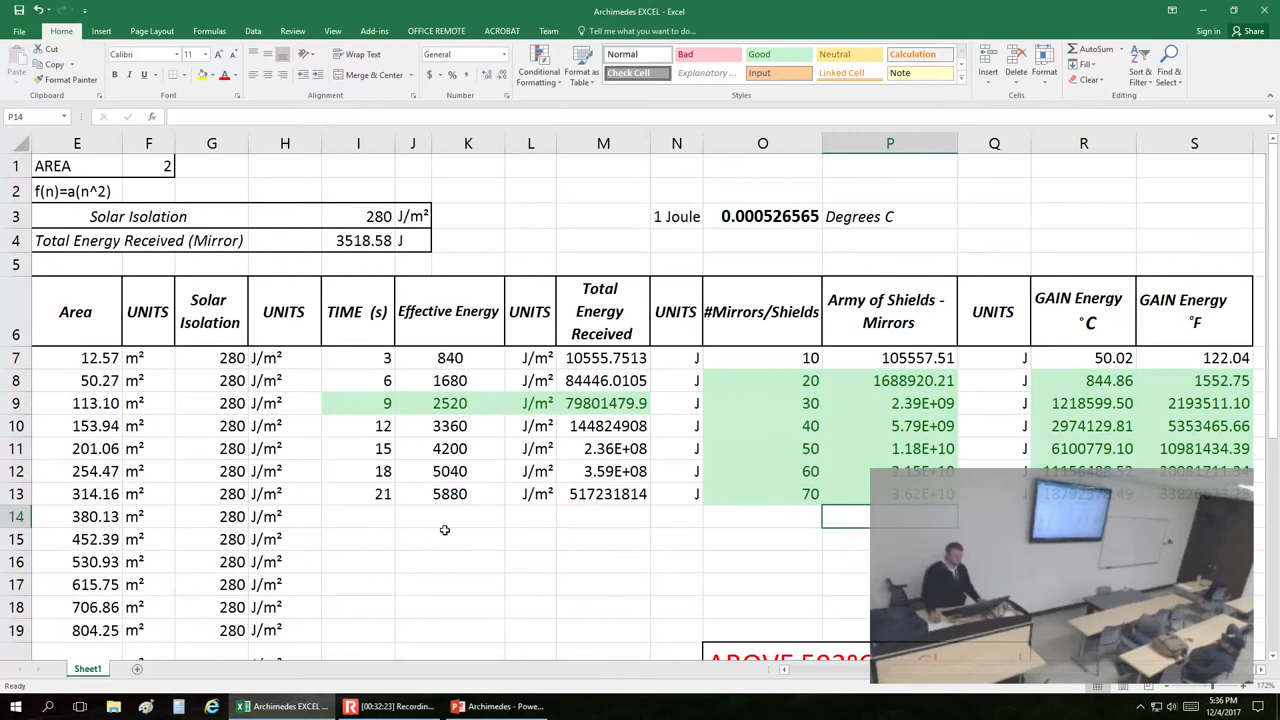 Archimedes EXCEL - Excel
Sign in
Share
File Home Insert Page Layout Formulas Data Review View Add-ins OFFICE REMOTE ACROBAT Team Tell me what you want to do
Cut
Copy
Format Painter
Paste
Clipboard
Calibri 11
Font
Wrap Text
Merge & Center
Alignment
General
Number
Conditional Formatting
Format as Table
Normal Bad Good Neutral Calculation
Check Cell Explanatory ... Input Linked Cell Note
Styles
Insert Delete Format
Cells
AutoSum
Fill
Clear
Sort & Filter
Find & Select
Editing
P14
E F G H I J K L M N O P Q R S
1 AREA 2
2 f(n)=a(n^2)
3 Solar Isolation 280 J/m² 1 Joule 0.000526565 Degrees C
4 Total Energy Received (Mirror) 3518.58 J
5
6 Area UNITS Solar Isolation UNITS TIME (s) Effective Energy UNITS Total Energy Received UNITS #Mirrors/Shields Army of Shields - Mirrors UNITS GAIN Energy °C GAIN Energy °F
7 12.57 m² 280 J/m² 3 840 J/m² 10555.7513 J 10 105557.51 J 50.02 122.04
8 50.27 m² 280 J/m² 6 1680 J/m² 84446.0105 J 20 1688920.21 J 844.86 1552.75
9 113.10 m² 280 J/m² 9 2520 J/m² 79801479.9 J 30 2.39E+09 J 1218599.50 2193511.10
10 153.94 m² 280 J/m² 12 3360 J/m² 144824908 J 40 5.79E+09 J 2974129.81 5353465.66
11 201.06 m² 280 J/m² 15 4200 J/m² 2.36E+08 J 50 1.18E+10 J 6100779.10 10981434.39
12 254.47 m² 280 J/m² 18 5040 J/m² 3.59E+08 J 60 2.15E+10 J
13 314.16 m² 280 J/m² 21 5880 J/m² 517231814 J 70 3.62E+10 J
14 380.13 m² 280 J/m²
15 452.39 m² 280 J/m²
16 530.93 m² 280 J/m²
17 615.75 m² 280 J/m²
18 706.86 m² 280 J/m²
19 804.25 m² 280 J/m²
Sheet1
Ready
172%
Archimedes EXCEL ...
[00:32:23] Recordin...
Archimedes - Powe...
5:36 PM
12/4/2017